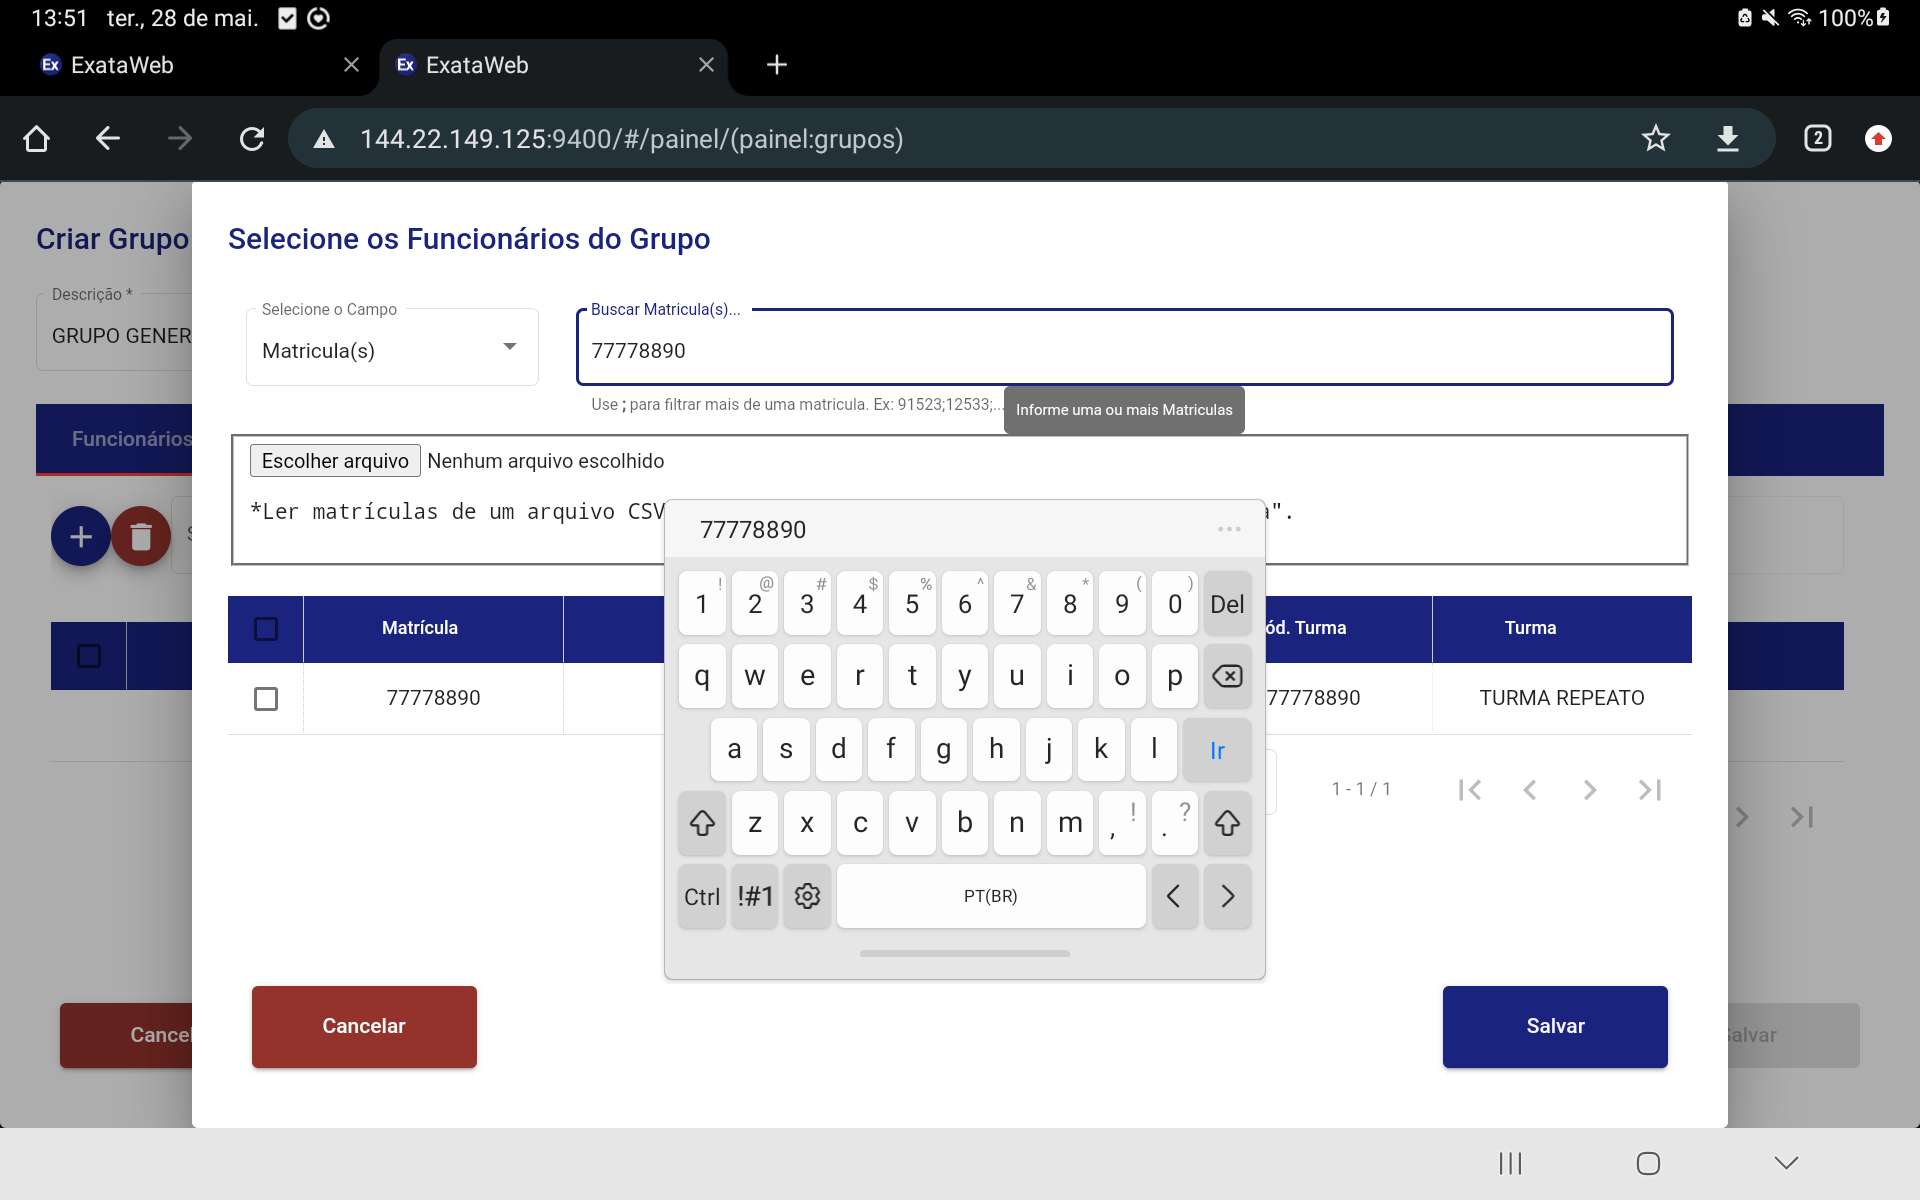 13:51 ter., 28 de mai. 100%
ExataWeb
ExataWeb
144.22.149.125:9400/#/painel/(painel:grupos) 2
Criar Grupo
Selecione os Funcionários do Grupo
Descrição *
GRUPO GENER
Selecione o Campo
Matricula(s)
Buscar Matricula(s)...
77778890
Use ; para filtrar mais de uma matricula. Ex: 91523;12533;...
Informe uma ou mais Matriculas
Funcionários
Escolher arquivo Nenhum arquivo escolhido
*Ler matrículas de um arquivo CSV a".
77778890
! @ # $ % ^ & * ( )
1 2 3 4 5 6 7 8 9 0 Del
Matrícula ód. Turma Turma
q w e r t y u i o p
77778890 77778890 TURMA REPEATO
a s d f g h j k l Ir
1 - 1 / 1
z x c v b n m , ! . ?
Ctrl !#1 PT(BR)
Cancelar Salvar
Cancel Salvar